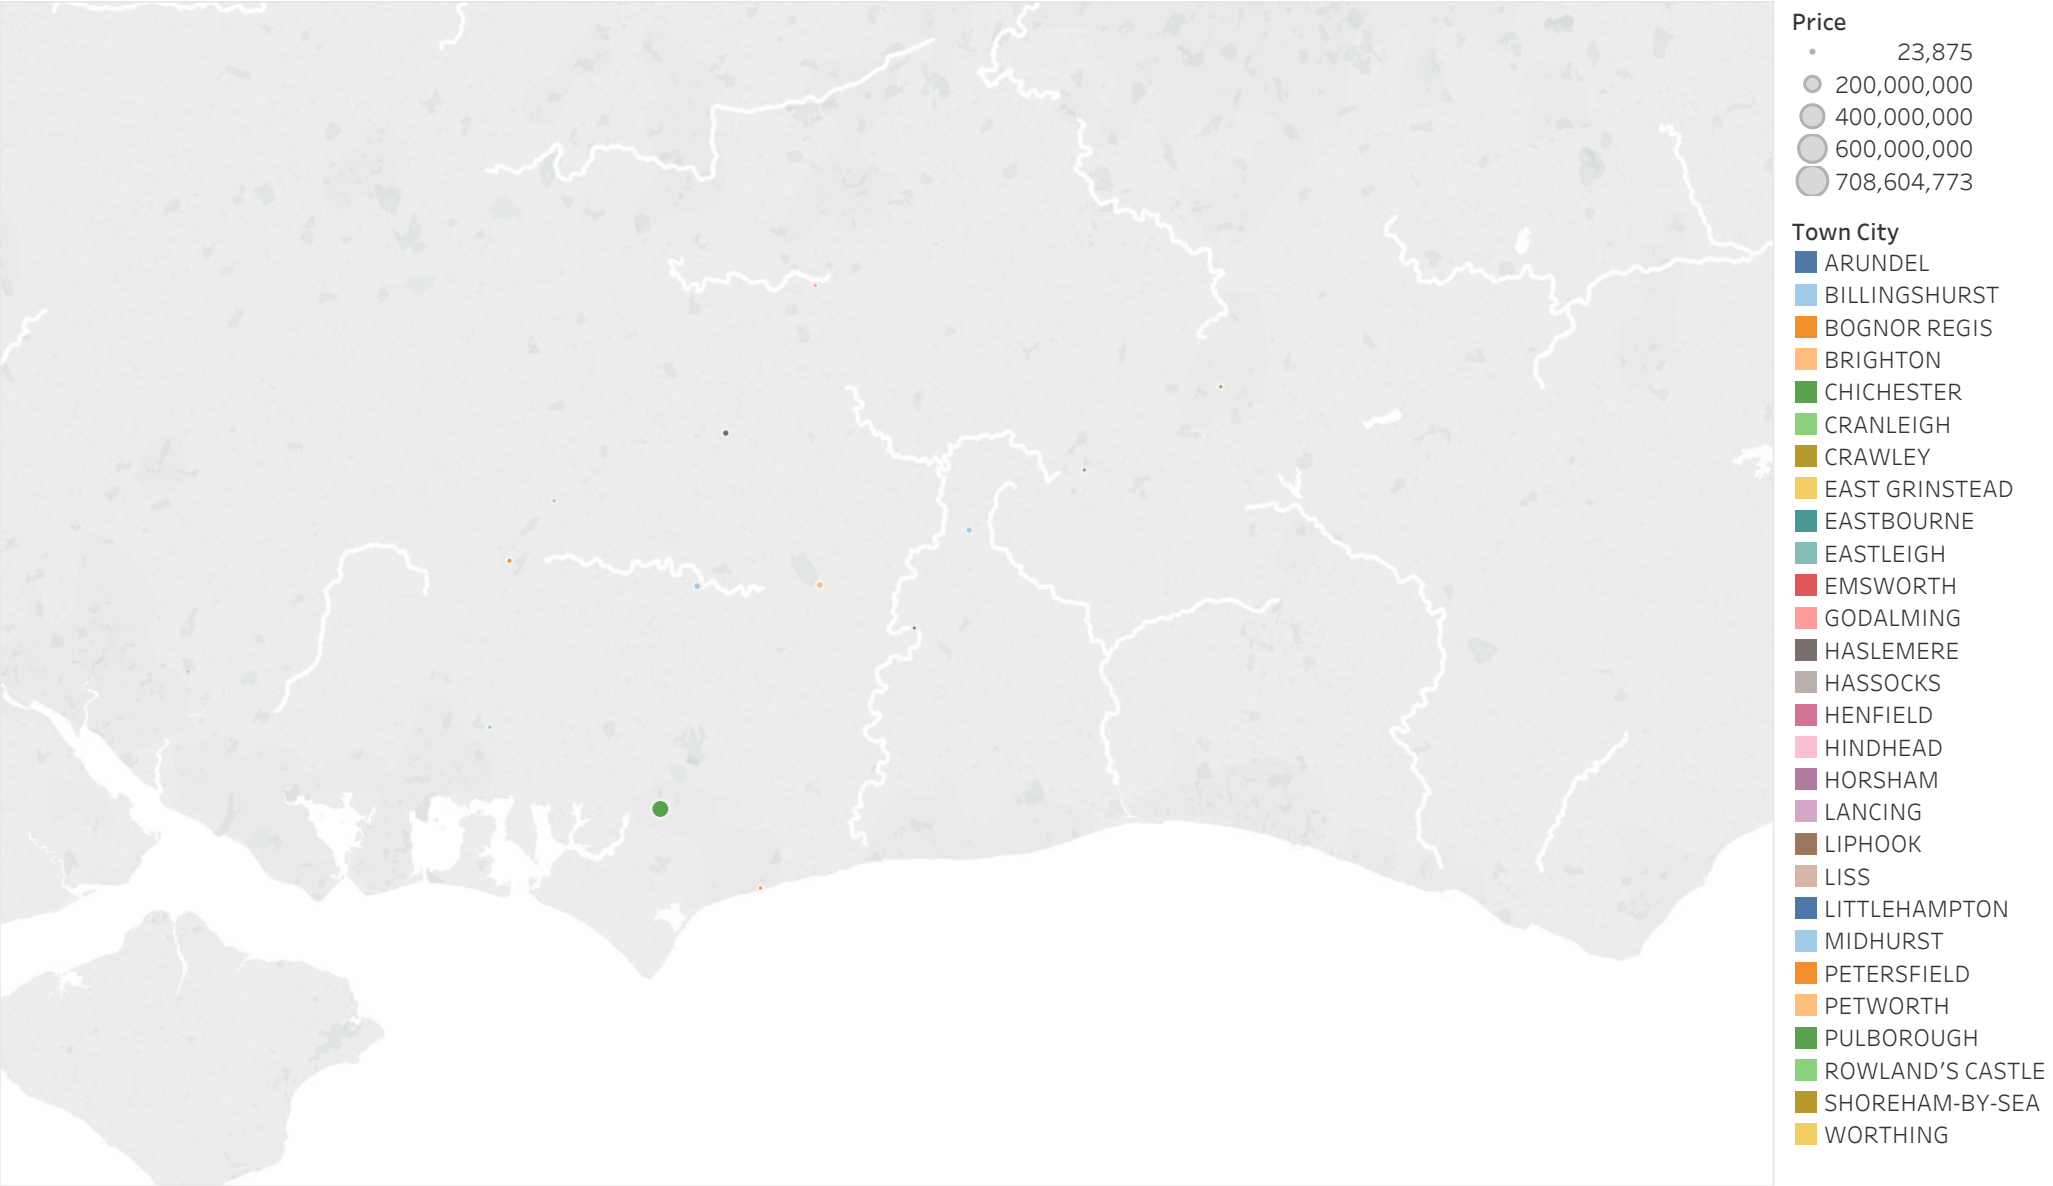 Price
23,875
200,000,000
400,000,000
600,000,000
708,604,773
Town City
ARUNDEL
BILLINGSHURST
BOGNOR REGIS
BRIGHTON
CHICHESTER
CRANLEIGH
CRAWLEY
EAST GRINSTEAD
EASTBOURNE
EASTLEIGH
EMSWORTH
GODALMING
HASLEMERE
HASSOCKS
HENFIELD
HINDHEAD
HORSHAM
LANCING
LIPHOOK
LISS
LITTLEHAMPTON
MIDHURST
PETERSFIELD
PETWORTH
PULBOROUGH
ROWLAND'S CASTLE
SHOREHAM-BY-SEA
WORTHING